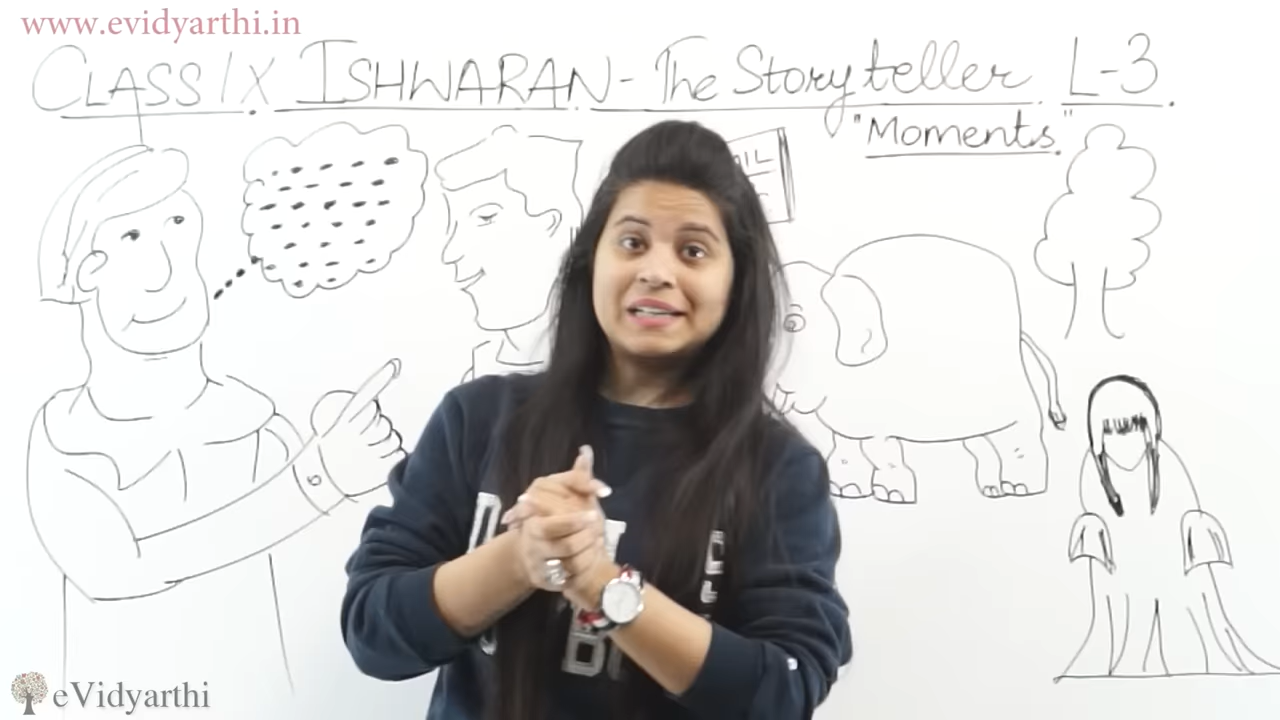 www.evidyarthi.in
CLASS IX ISHWARAN - The Storyteller L-3
"Moments"
eVidyarthi